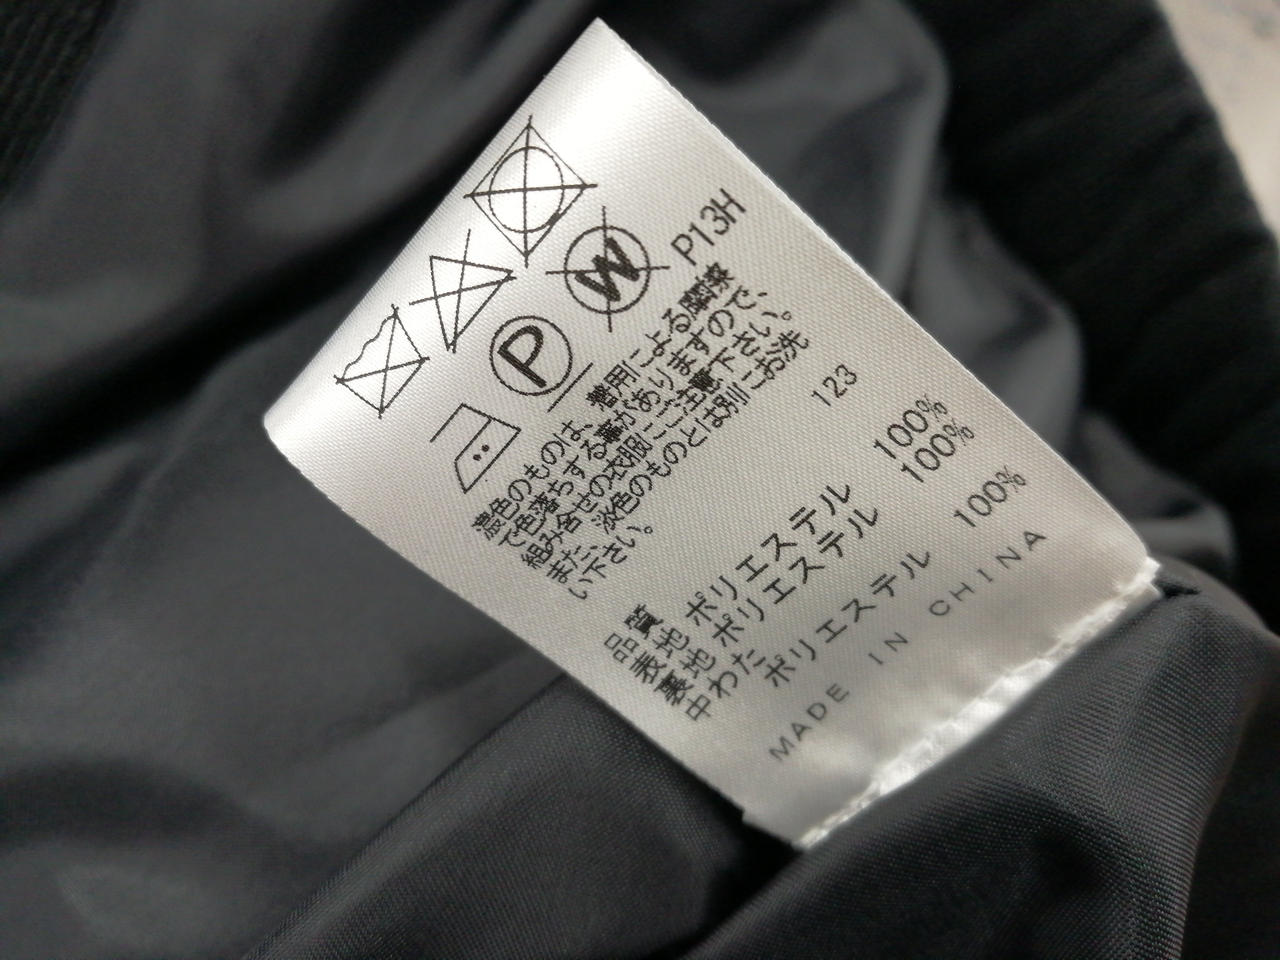 W P13H
P
濃色のものは、着用による摩擦
で色落ちする事がありますので、
組み合せの衣服にご注意下さい。
また、淡色のものとは別にお洗
い下さい。
123
品質
表地 ポリエステル 100%
裏地 ポリエステル 100%
中わた
ポリエステル 100%
MADE IN CHINA